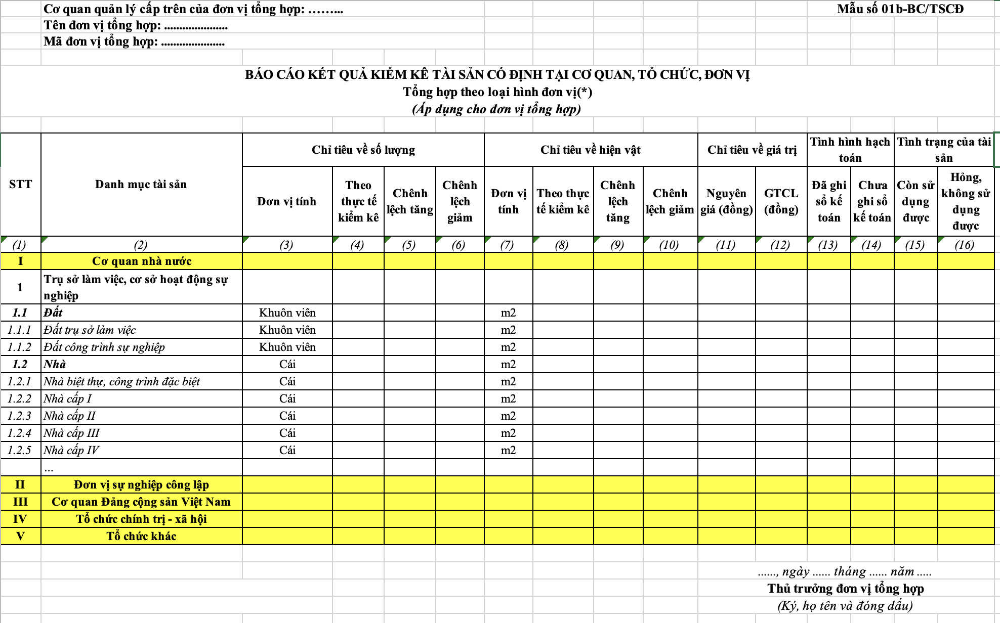 Cơ quan quản lý cấp trên của đơn vị tổng hợp: ……... Mẫu số 01b-BC/TSCĐ
Tên đơn vị tổng hợp: .....................
Mã đơn vị tổng hợp: .....................
BÁO CÁO KẾT QUẢ KIỂM KÊ TÀI SẢN CỐ ĐỊNH TẠI CƠ QUAN, TỔ CHỨC, ĐƠN VỊ
Tổng hợp theo loại hình đơn vị(*)
(Áp dụng cho đơn vị tổng hợp)
STT
Danh mục tài sản
Chỉ tiêu về số lượng
Chỉ tiêu về hiện vật
Chỉ tiêu về giá trị
Tình hình hạch
toán
Tình trạng của tài
sản
Đơn vị tính
Theo
thực tế
kiểm kê
Chênh
lệch tăng
Chênh
lệch
giảm
Đơn vị
tính
Theo thực
tế kiểm kê
Chênh
lệch
tăng
Chênh
lệch giảm
Nguyên
giá (đồng)
GTCL
(đồng)
Đã ghi
sổ kế
toán
Chưa
ghi sổ
kế toán
Còn sử
dụng
được
Hỏng,
không sử
dụng
được
(1) (2) (3) (4) (5) (6) (7) (8) (9) (10) (11) (12) (13) (14) (15) (16)
I Cơ quan nhà nước
1 Trụ sở làm việc, cơ sở hoạt động sự
nghiệp
1.1 Đất Khuôn viên m2
1.1.1 Đất trụ sở làm việc Khuôn viên m2
1.1.2 Đất công trình sự nghiệp Khuôn viên m2
1.2 Nhà Cái m2
1.2.1 Nhà biệt thự, công trình đặc biệt Cái m2
1.2.2 Nhà cấp I Cái m2
1.2.3 Nhà cấp II Cái m2
1.2.4 Nhà cấp III Cái m2
1.2.5 Nhà cấp IV Cái m2
...
II Đơn vị sự nghiệp công lập
III Cơ quan Đảng cộng sản Việt Nam
IV Tổ chức chính trị - xã hội
V Tổ chức khác
......, ngày ...... tháng ...... năm .....
Thủ trưởng đơn vị tổng hợp
(Ký, họ tên và đóng dấu)